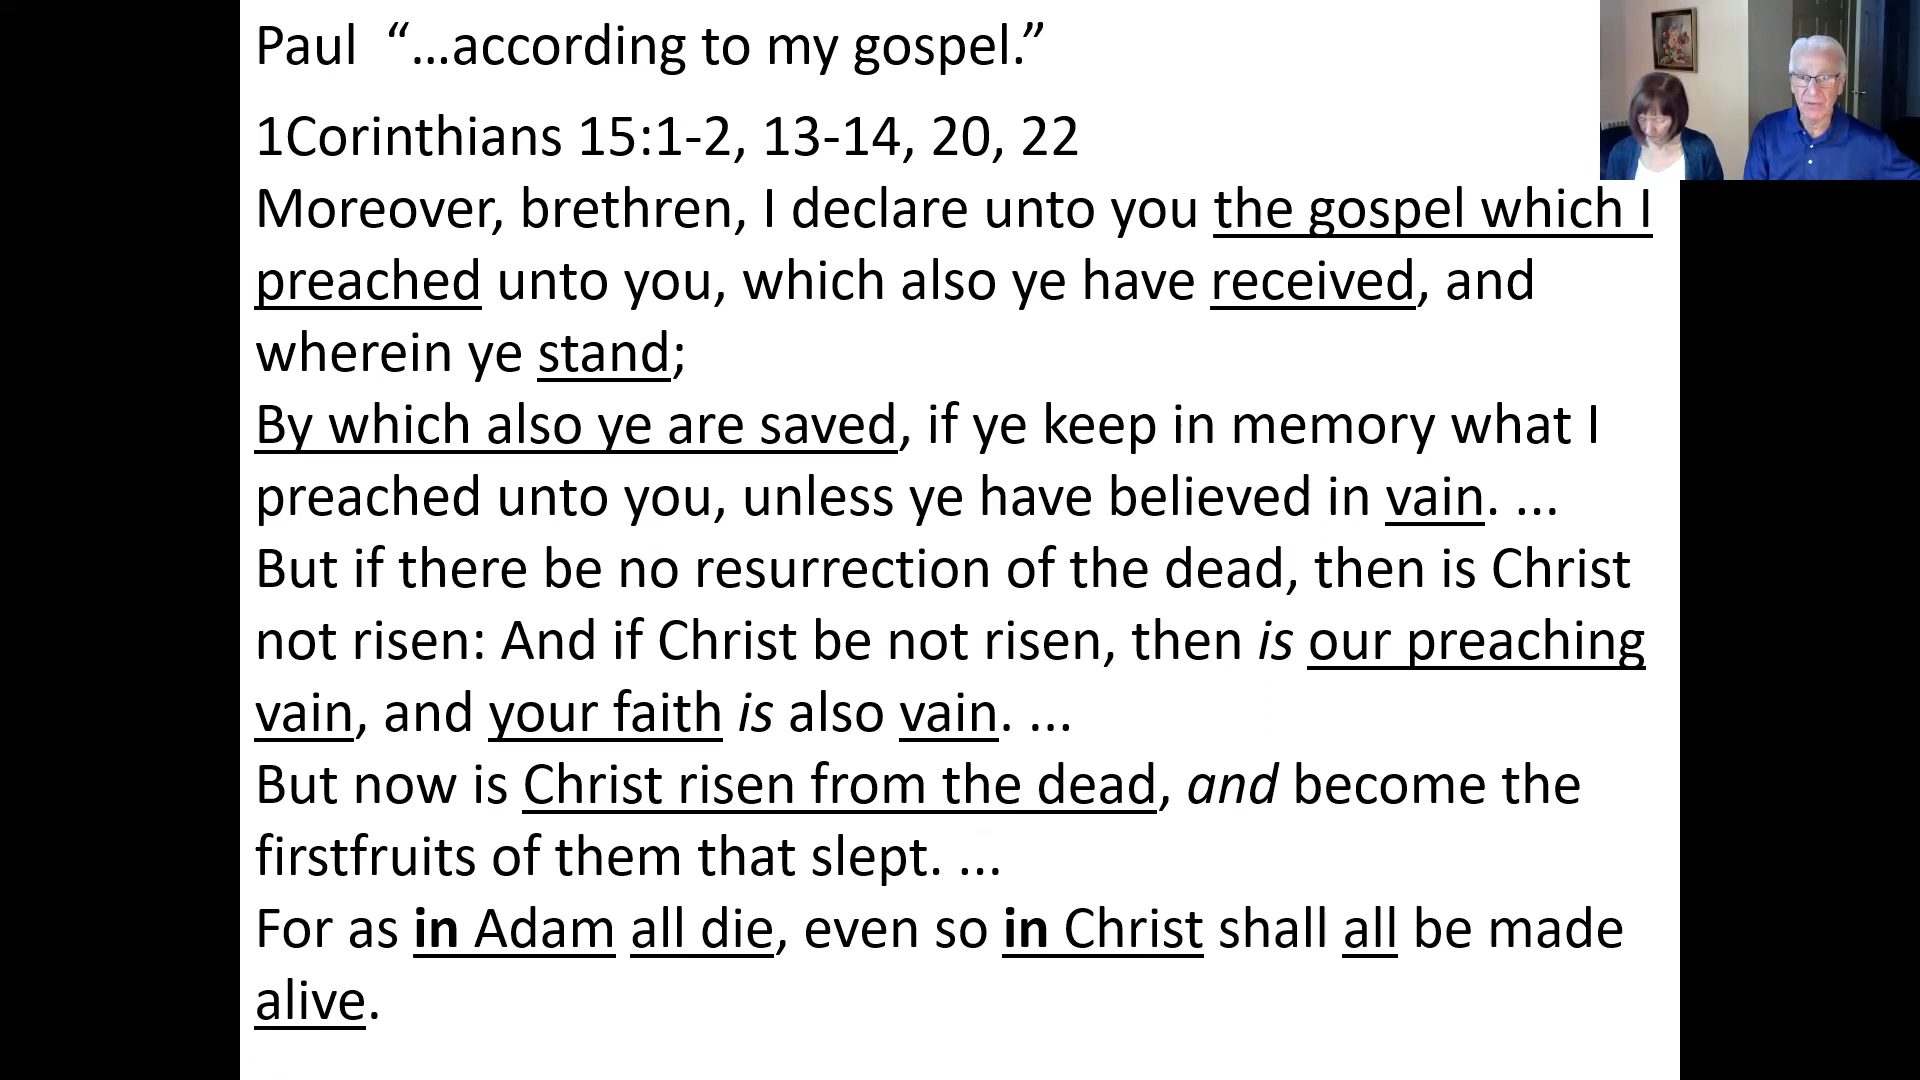 Paul “...according to my gospel.”
1Corinthians 15:1-2, 13-14, 20, 22
Moreover, brethren, I declare unto you the gospel which I
preached unto you, which also ye have received, and
wherein ye stand;
By which also ye are saved, if ye keep in memory what I
preached unto you, unless ye have believed in vain. ...
But if there be no resurrection of the dead, then is Christ
not risen: And if Christ be not risen, then is our preaching
vain, and your faith is also vain. ...
But now is Christ risen from the dead, and become the
firstfruits of them that slept. ...
For as in Adam all die, even so in Christ shall all be made
alive.